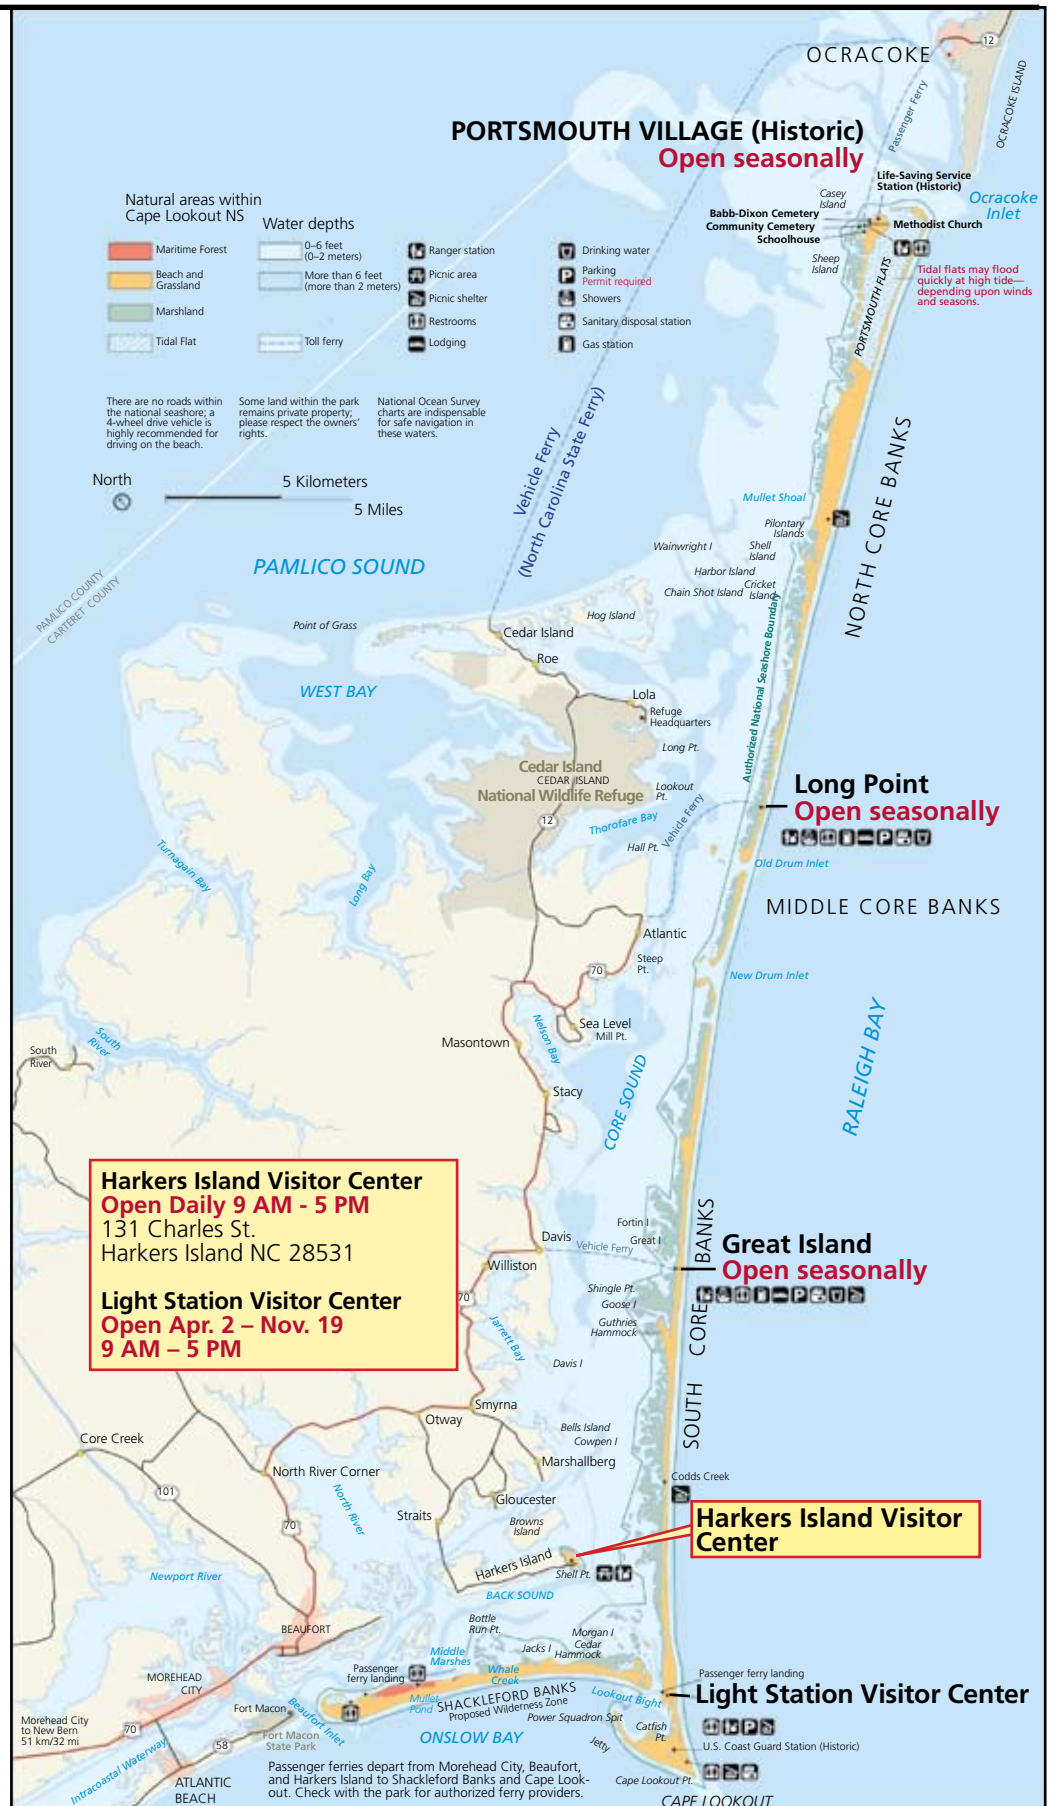 OCRACOKE
12
OCRACOKE ISLAND
Passenger Ferry
PORTSMOUTH VILLAGE (Historic)
Open seasonally
Life-Saving Service
Station (Historic)
Ocracoke
Inlet
Casey
Island
Babb-Dixon Cemetery
Community Cemetery
Schoolhouse
Methodist Church
Sheep
Island
Tidal flats may flood
quickly at high tide—
depending upon winds
and seasons.
PORTSMOUTH FLATS
Natural areas within
Cape Lookout NS
Maritime Forest
Beach and
Grassland
Marshland
Tidal Flat
Water depths
0–6 feet
(0–2 meters)
More than 6 feet
(more than 2 meters)
Toll ferry
Ranger station
Picnic area
Picnic shelter
Restrooms
Lodging
Drinking water
Parking
Permit required
Showers
Sanitary disposal station
Gas station
There are no roads within
the national seashore; a
4-wheel drive vehicle is
highly recommended for
driving on the beach.
Some land within the park
remains private property;
please respect the owners’
rights.
National Ocean Survey
charts are indispensable
for safe navigation in
these waters.
North
5 Kilometers
5 Miles
Vehicle Ferry
(North Carolina State Ferry)
NORTH CORE BANKS
Mullet Shoal
Pilontary
Islands
Wainwright I
Shell
Island
Harbor Island
Cricket
Island
Chain Shot Island
Hog Island
PAMLICO SOUND
PAMLICO COUNTY
CARTERET COUNTY
Point of Grass
Cedar Island
Roe
WEST BAY
Lola
Refuge
Headquarters
Authorized National Seashore Boundary
Long Pt.
Cedar Island
CEDAR ISLAND
National Wildlife Refuge
Lookout
Pt.
12
Thorofare Bay
Vehicle Ferry
Hall Pt.
Long Point
Open seasonally
Old Drum Inlet
Turnagain Bay
Long Bay
MIDDLE CORE BANKS
Atlantic
Steep
Pt.
70
New Drum Inlet
Sea Level
Mill Pt.
Nelson Bay
Masontown
South
River
South
River
Stacy
CORE SOUND
RALEIGH BAY
Harkers Island Visitor Center
Open Daily 9 AM - 5 PM
131 Charles St.
Harkers Island NC 28531
Light Station Visitor Center
Open Apr. 2 – Nov. 19
9 AM – 5 PM
Fortin I
Davis
Vehicle Ferry
Great I
Williston
Great Island
Open seasonally
SOUTH CORE BANKS
70
Shingle Pt.
Goose I
Guthries
Hammock
Jarrett Bay
Davis I
Smyrna
Otway
Bells Island
Cowpen I
Core Creek
Marshallberg
North River Corner
Codds Creek
101
North River
Gloucester
Straits
Browns
Island
70
Harkers Island Visitor
Center
Harkers Island
Shell Pt.
Newport River
BACK SOUND
BEAUFORT
Bottle
Run Pt.
Morgan I
Cedar
Hammock
Jacks I
Middle
Marshes
Whale
Creek
MOREHEAD
CITY
Passenger
ferry landing
Passenger ferry landing
Light Station Visitor Center
Lookout Bight
Mullet
Pond
SHACKLEFORD BANKS
Proposed Wilderness Zone
Fort Macon
Beaufort Inlet
Power Squadron Spit
Catfish
Pt.
Morehead City
to New Bern
51 km/32 mi
70
58
Fort Macon
State Park
ONSLOW BAY
Jetty
U.S. Coast Guard Station (Historic)
Intracoastal Waterway
Passenger ferries depart from Morehead City, Beaufort,
and Harkers Island to Shackleford Banks and Cape Look-
out. Check with the park for authorized ferry providers.
ATLANTIC
BEACH
Cape Lookout Pt.
CAPE LOOKOUT